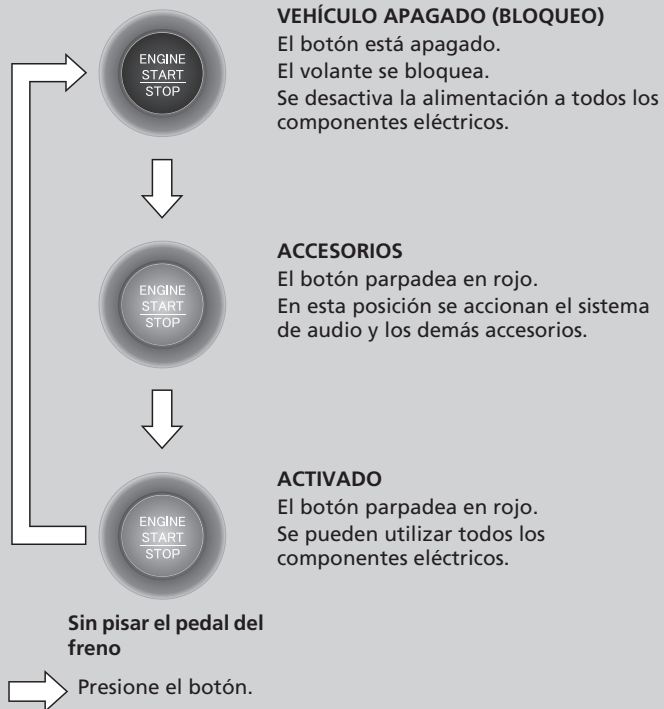 ENGINE
START
STOP
VEHÍCULO APAGADO (BLOQUEO)
El botón está apagado.
El volante se bloquea.
Se desactiva la alimentación a todos los
componentes eléctricos.
ENGINE
START
STOP
ACCESORIOS
El botón parpadea en rojo.
En esta posición se accionan el sistema
de audio y los demás accesorios.
ENGINE
START
STOP
ACTIVADO
El botón parpadea en rojo.
Se pueden utilizar todos los
componentes eléctricos.
Sin pisar el pedal del
freno
Presione el botón.